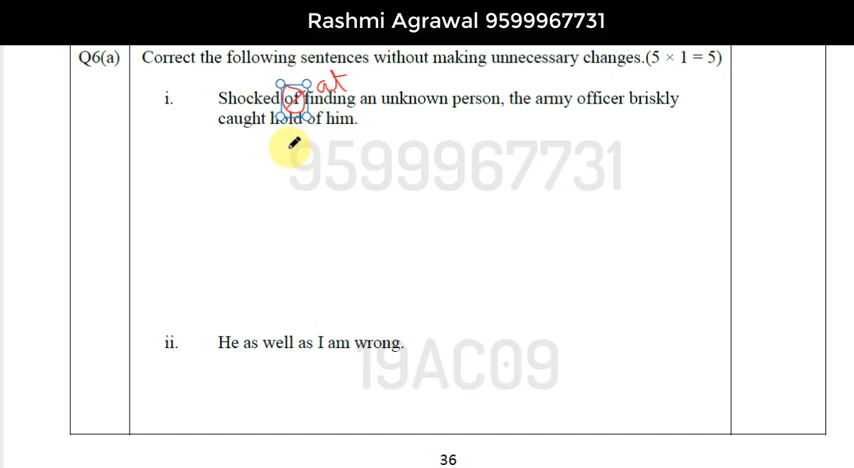 Rashmi Agrawal 9599967731
Q6(a) Correct the following sentences without making unnecessary changes.(5 × 1 = 5)
at
i. Shocked of finding an unknown person, the army officer briskly
caught hold of him.
9599967731
ii. He as well as I am wrong.
19AC09
36